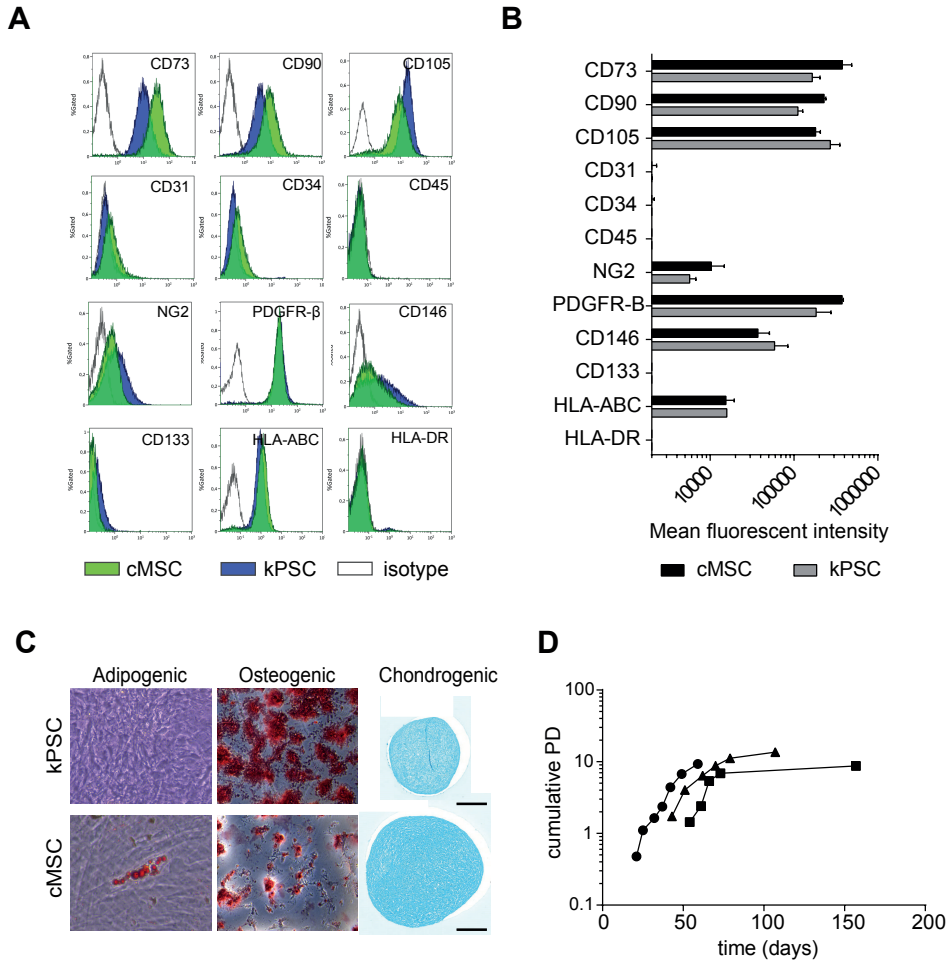 A
CD73
CD90
CD105
CD31
CD34
CD45
NG2
PDGFR-β
CD146
CD133
HLA-ABC
HLA-DR
%Gated
cMSC
kPSC
isotype
B
CD73
CD90
CD105
CD31
CD34
CD45
NG2
PDGFR-B
CD146
CD133
HLA-ABC
HLA-DR
10000
100000
1000000
Mean fluorescent intensity
cMSC
kPSC
C
Adipogenic
Osteogenic
Chondrogenic
kPSC
cMSC
D
cumulative PD
100
10
1
0.1
0
50
100
150
200
time (days)